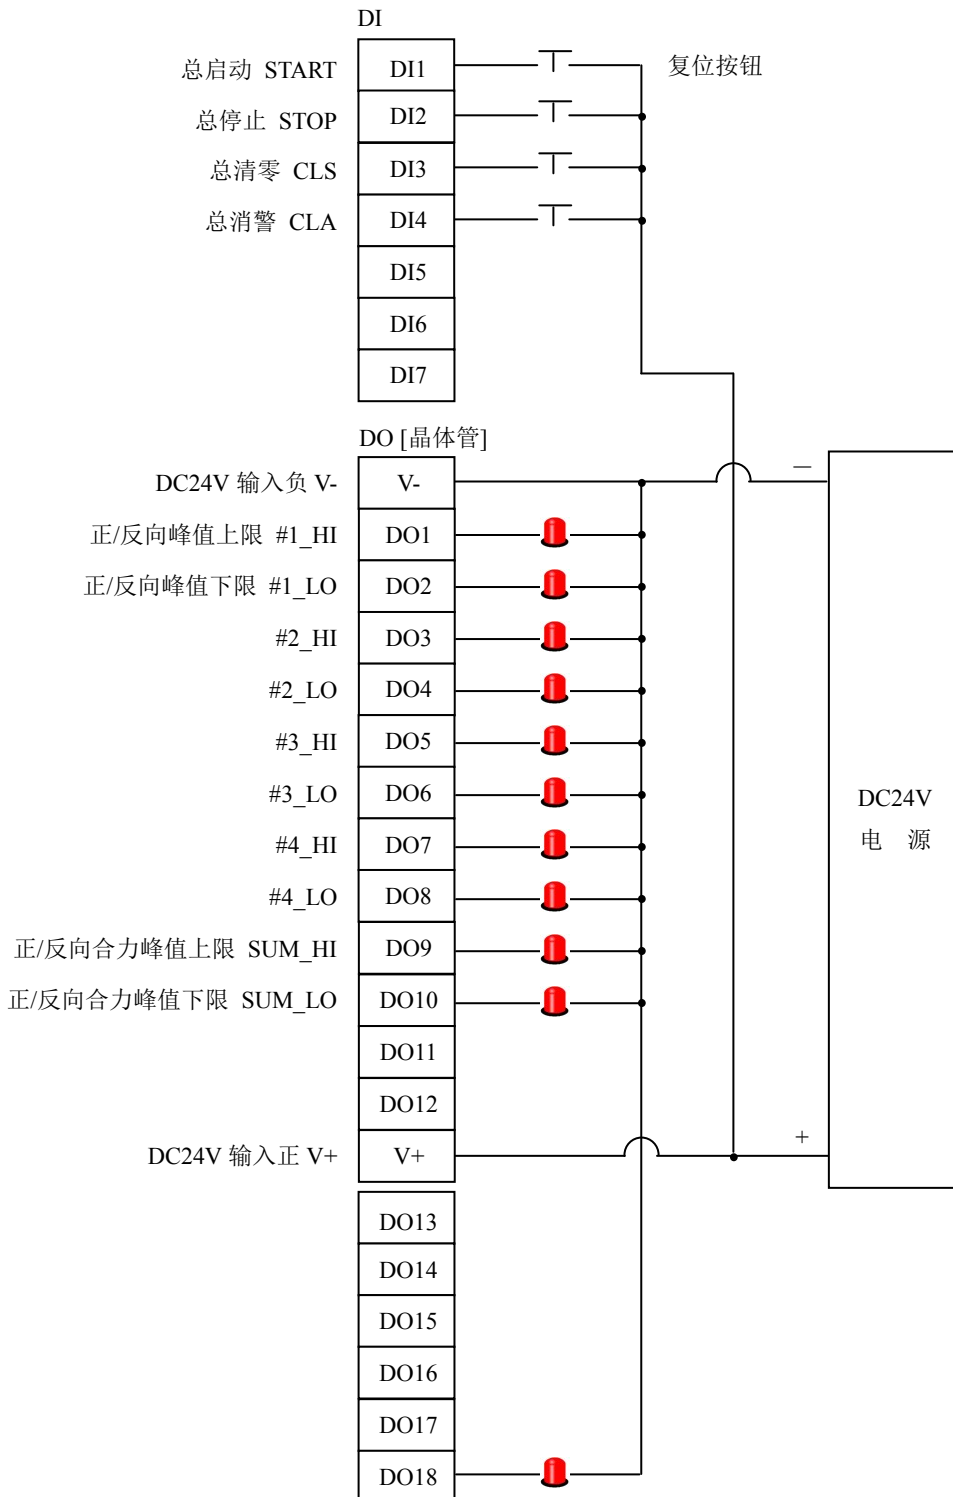 DI
总启动 START DI1 复位按钮
总停止 STOP DI2
总清零 CLS DI3
总消警 CLA DI4
DI5
DI6
DI7
DO [晶体管]
DC24V 输入负 V- V- —
正/反向峰值上限 #1_HI DO1
正/反向峰值下限 #1_LO DO2
#2_HI DO3
#2_LO DO4
#3_HI DO5
#3_LO DO6
DC24V
#4_HI DO7
电 源
#4_LO DO8
正/反向合力峰值上限 SUM_HI DO9
正/反向合力峰值下限 SUM_LO DO10
DO11
DO12
DC24V 输入正 V+ V+ +
DO13
DO14
DO15
DO16
DO17
DO18